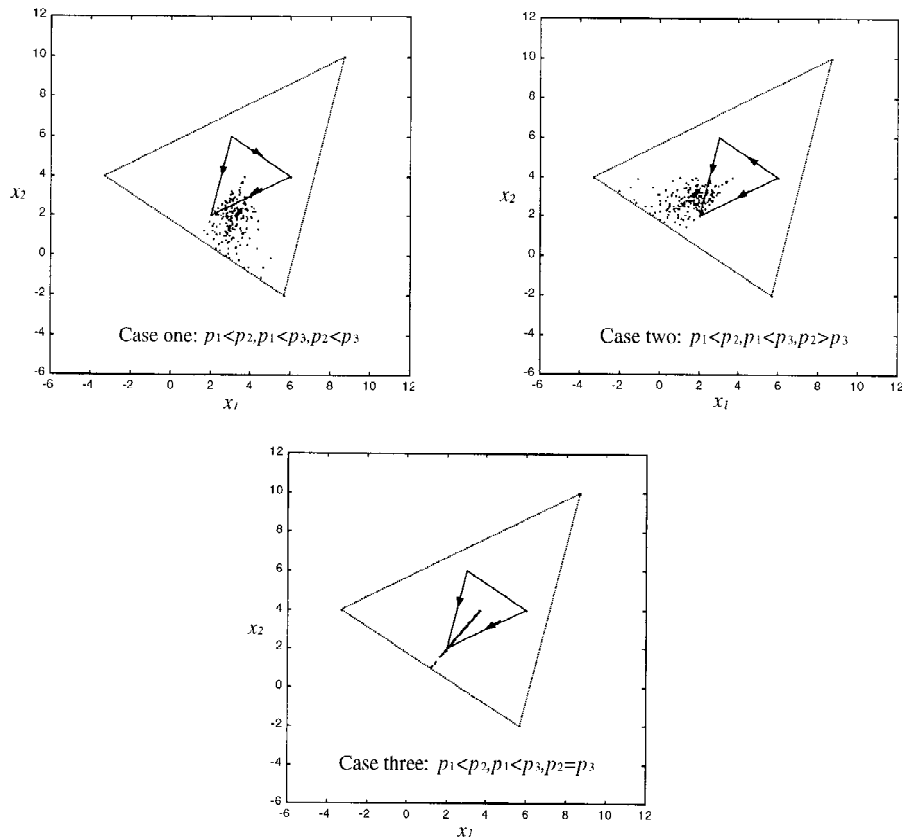 12
10
8
6
4
x2
2
0
-2
-4
Case one: p1<p2,p1<p3,p2<p3
-6
-6 -4 -2 0 2 4 6 8 10 12
x1
12
10
8
6
4
x2
2
0
-2
-4
Case two: p1<p2,p1<p3,p2>p3
-6
-6 -4 -2 0 2 4 6 8 10 12
x1
12
10
8
6
4
x2
2
0
-2
-4
Case three: p1<p2,p1<p3,p2=p3
-6
-6 -4 -2 0 2 4 6 8 10 12
x1